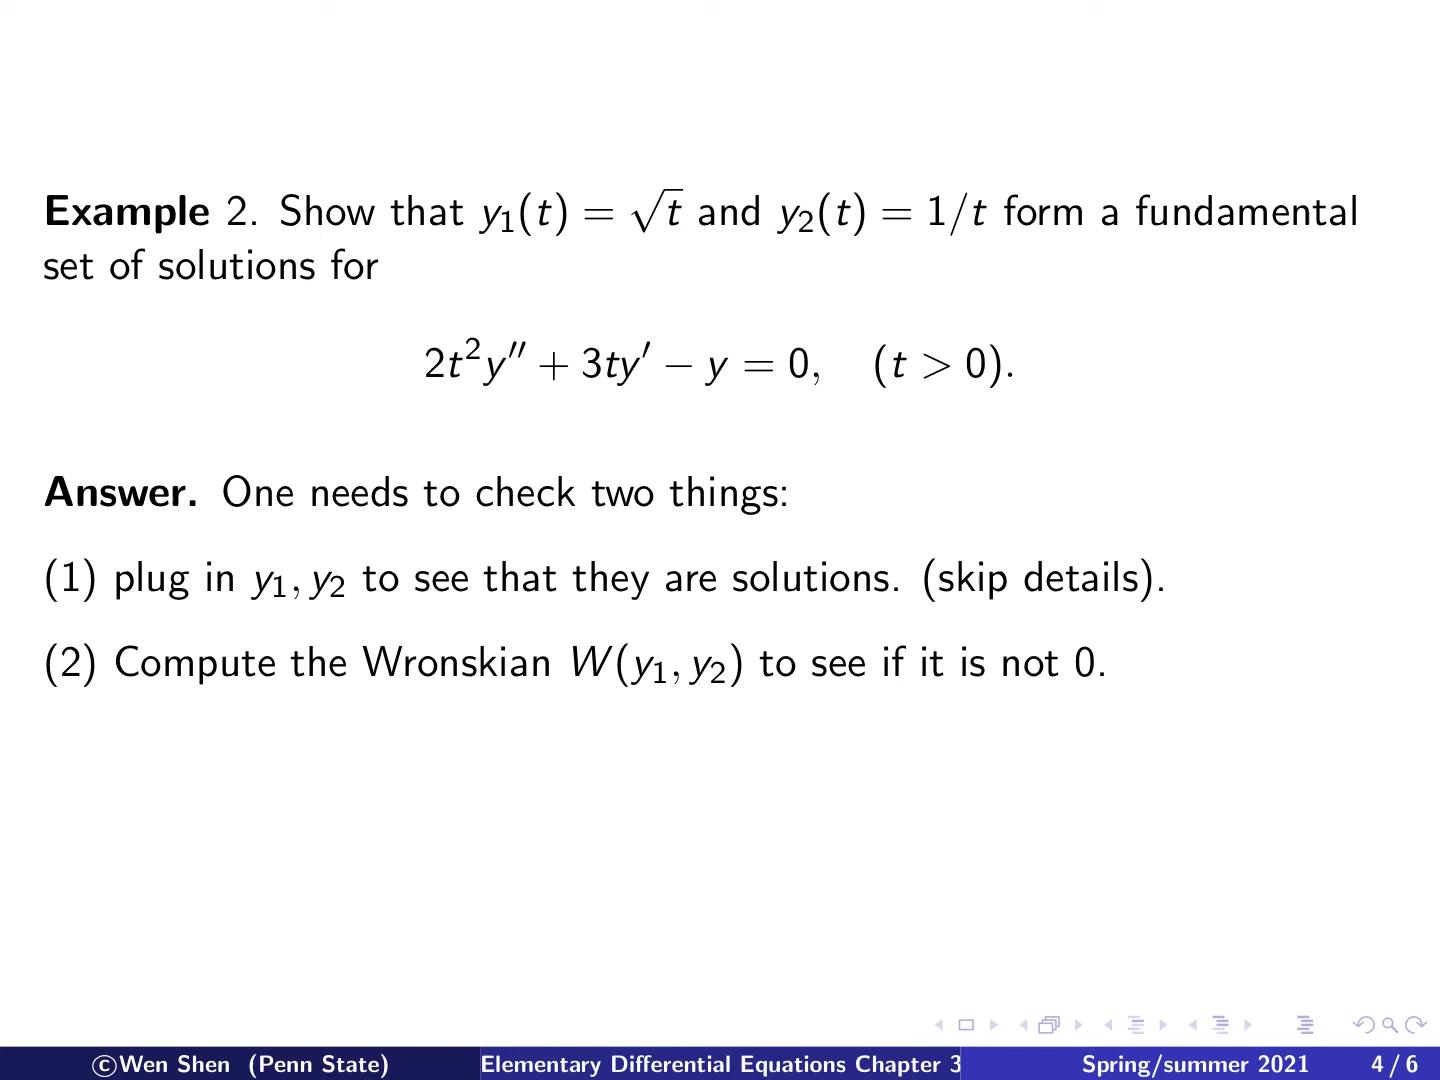 Example 2. Show that y₁(t) = √t and y₂(t) = 1/t form a fundamental
set of solutions for
2t²y″ + 3ty′ − y = 0, (t > 0).
Answer. One needs to check two things:
(1) plug in y₁, y₂ to see that they are solutions. (skip details).
(2) Compute the Wronskian W(y₁, y₂) to see if it is not 0.
©Wen Shen (Penn State) Elementary Differential Equations Chapter 3 Spring/summer 2021 4 / 6